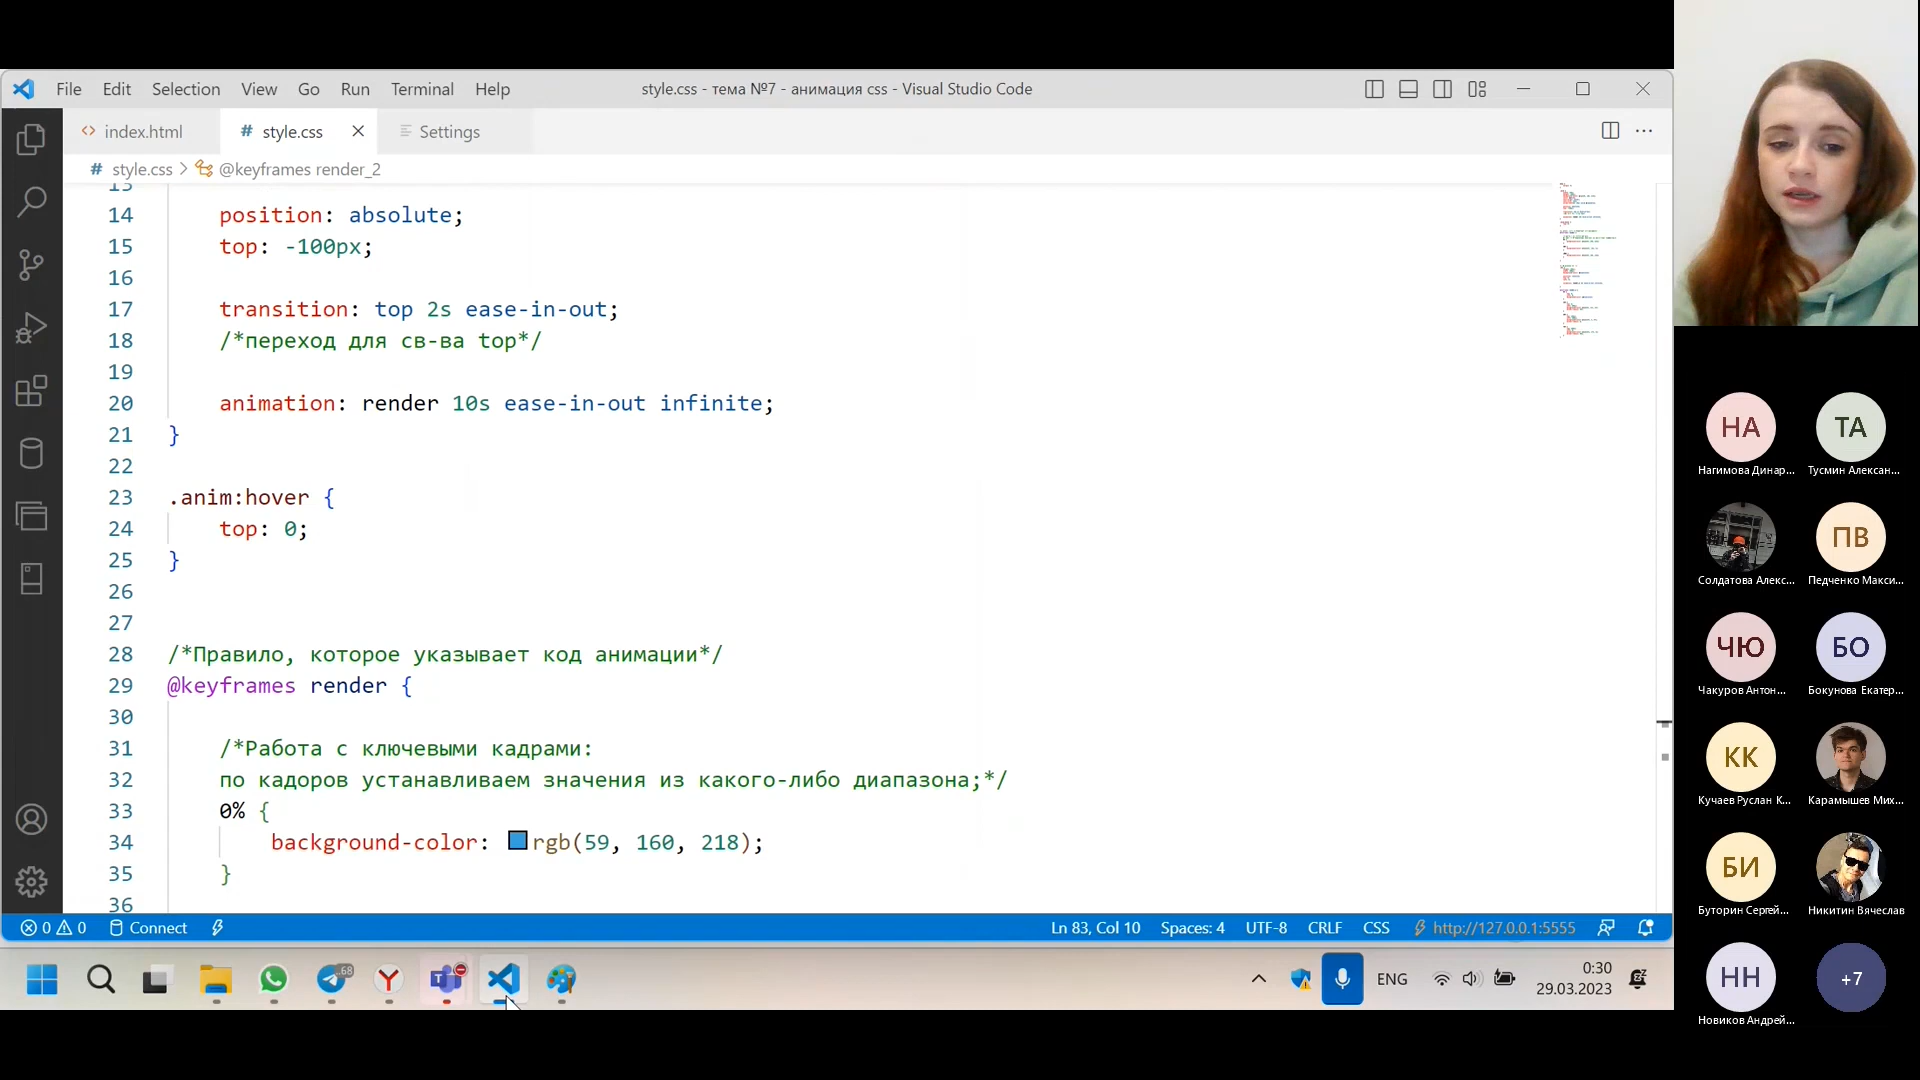 File Edit Selection View Go Run Terminal Help
style.css - тема №7 - анимация css - Visual Studio Code
<> index.html
# style.css
Settings
# style.css > @keyframes render_2
13
14 position: absolute;
15 top: -100px;
16
17 transition: top 2s ease-in-out;
18 /*переход для св-ва top*/
19
20 animation: render 10s ease-in-out infinite;
21 }
22
23 .anim:hover {
24 top: 0;
25 }
26
27
28 /*Правило, которое указывает код анимации*/
29 @keyframes render {
30
31 /*Работа с ключевыми кадрами:
32 по кадоров устанавливаем значения из какого-либо диапазона;*/
33 0% {
34 background-color: rgb(59, 160, 218);
35 }
36
0 0 Connect
Ln 83, Col 10 Spaces: 4 UTF-8 CRLF CSS http://127.0.0.1:5555
68
ENG
0:30
29.03.2023
НА
Нагимова Динар...
ТА
Тусмин Алексан...
Солдатова Алекс...
ПВ
Педченко Макси...
ЧЮ
Чакуров Антон...
БО
Бокунова Екатер...
КК
Кучаев Руслан К...
Карамышев Мих...
БИ
Буторин Сергей...
Никитин Вячеслав
НН
Новиков Андрей...
+7